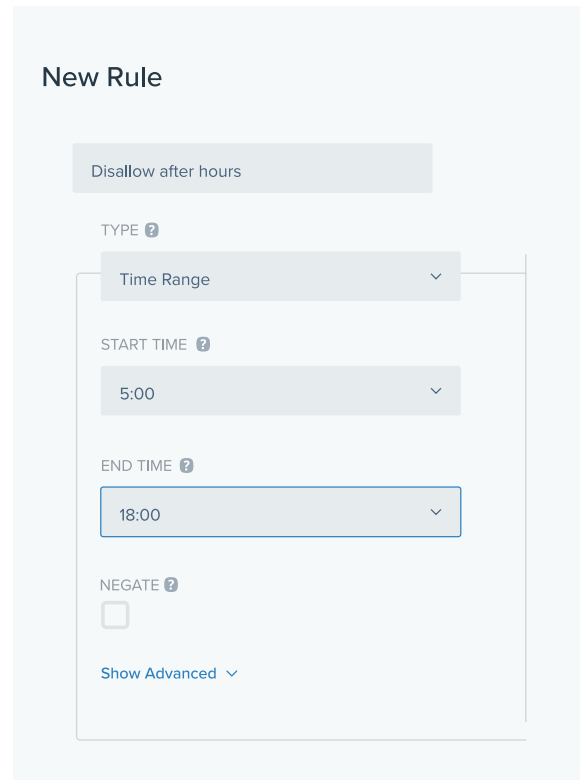 New Rule
Disallow after hours
TYPE ?
Time Range
START TIME ?
5:00
END TIME ?
18:00
NEGATE ?
Show Advanced